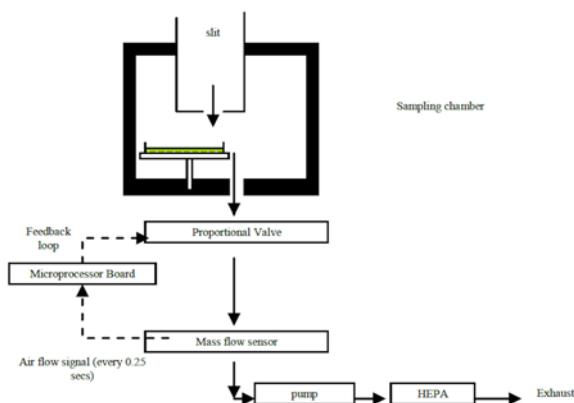 slit
Sampling chamber
Feedback
loop
Proportional Valve
Microprocessor Board
Mass flow sensor
Air flow signal (every 0.25
secs)
pump
HEPA
Exhaust